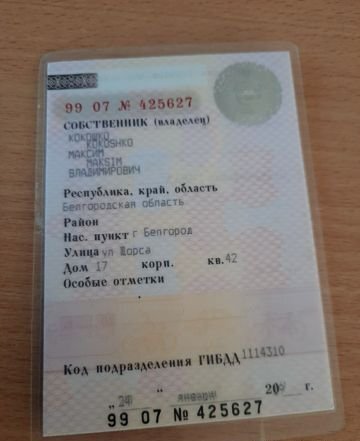 99 07 № 425627
СОБСТВЕННИК (владелец)
КОКОШКО
KOKOSHKO
МАКСИМ
MAKSIM
ВЛАДИМИРОВИЧ
Республика, край, область
Белгородская область
Район
Нас. пункт г Белгород
Улица ул Щорса
Дом 17 корп. кв. 42
Особые отметки
Код подразделения ГИБДД 1114310
" " января 20 г.
99 07 № 425627